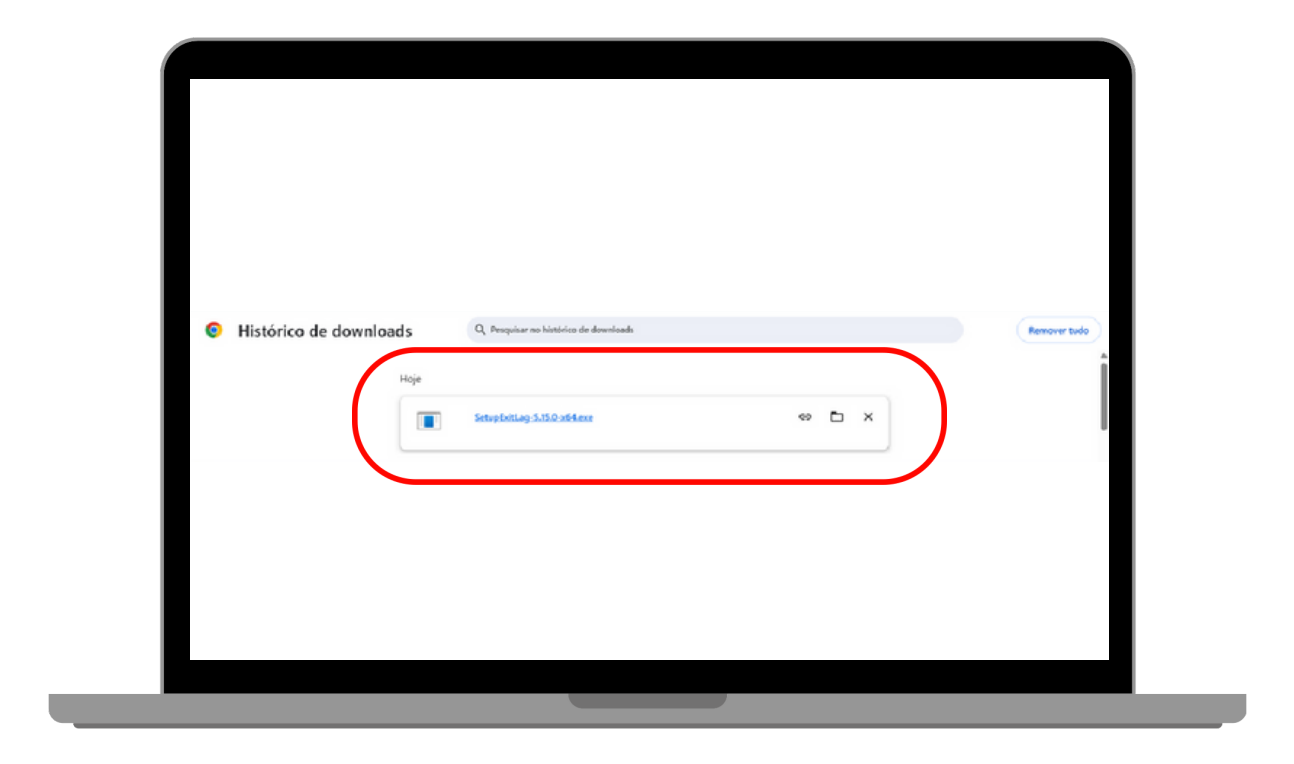 Histórico de downloads
Pesquisar no histórico de downloads
Remover tudo
Hoje
SetupExitLag-5.15.0-x64.exe